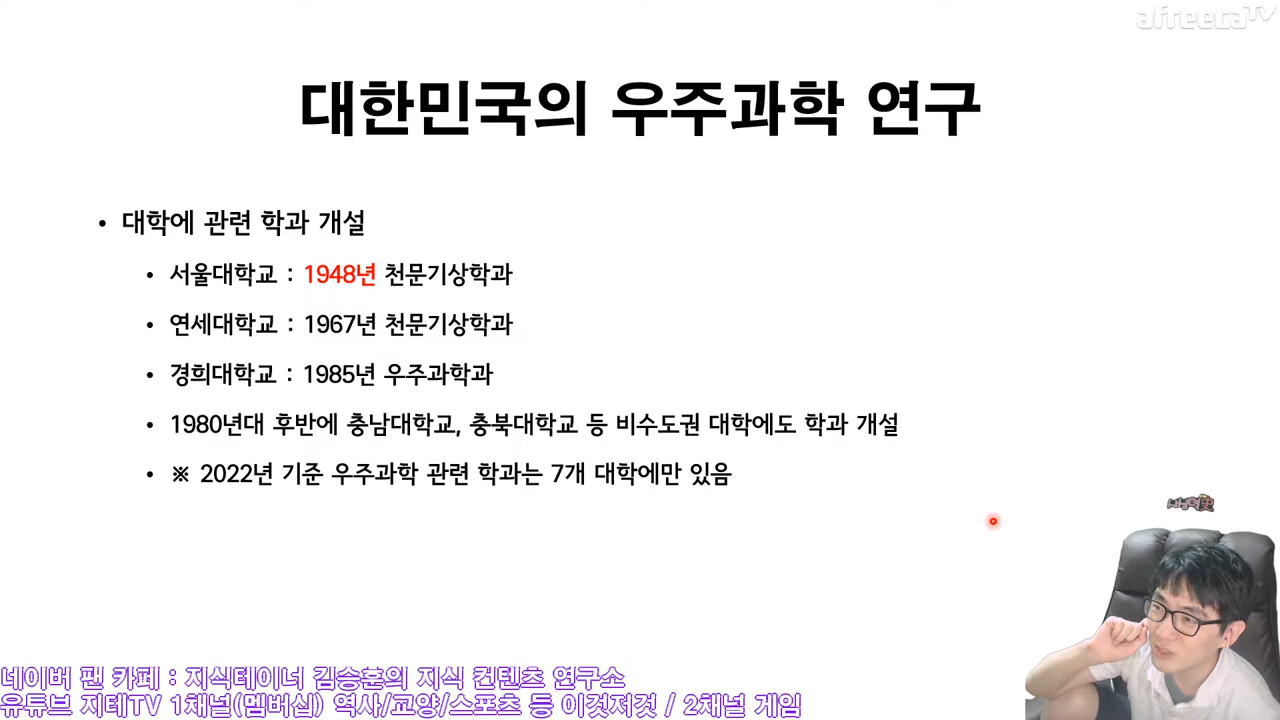 afreecaTV
대한민국의 우주과학 연구
• 대학에 관련 학과 개설
• 서울대학교 : 1948년 천문기상학과
• 연세대학교 : 1967년 천문기상학과
• 경희대학교 : 1985년 우주과학과
• 1980년대 후반에 충남대학교, 충북대학교 등 비수도권 대학에도 학과 개설
• ※ 2022년 기준 우주과학 관련 학과는 7개 대학에만 있음
네이버 팬 카페 : 지식테이너 김승훈의 지식 컨텐츠 연구소
유튜브 지테TV 1채널(멤버십) 역사/교양/스포츠 등 이것저것 / 2채널 게임